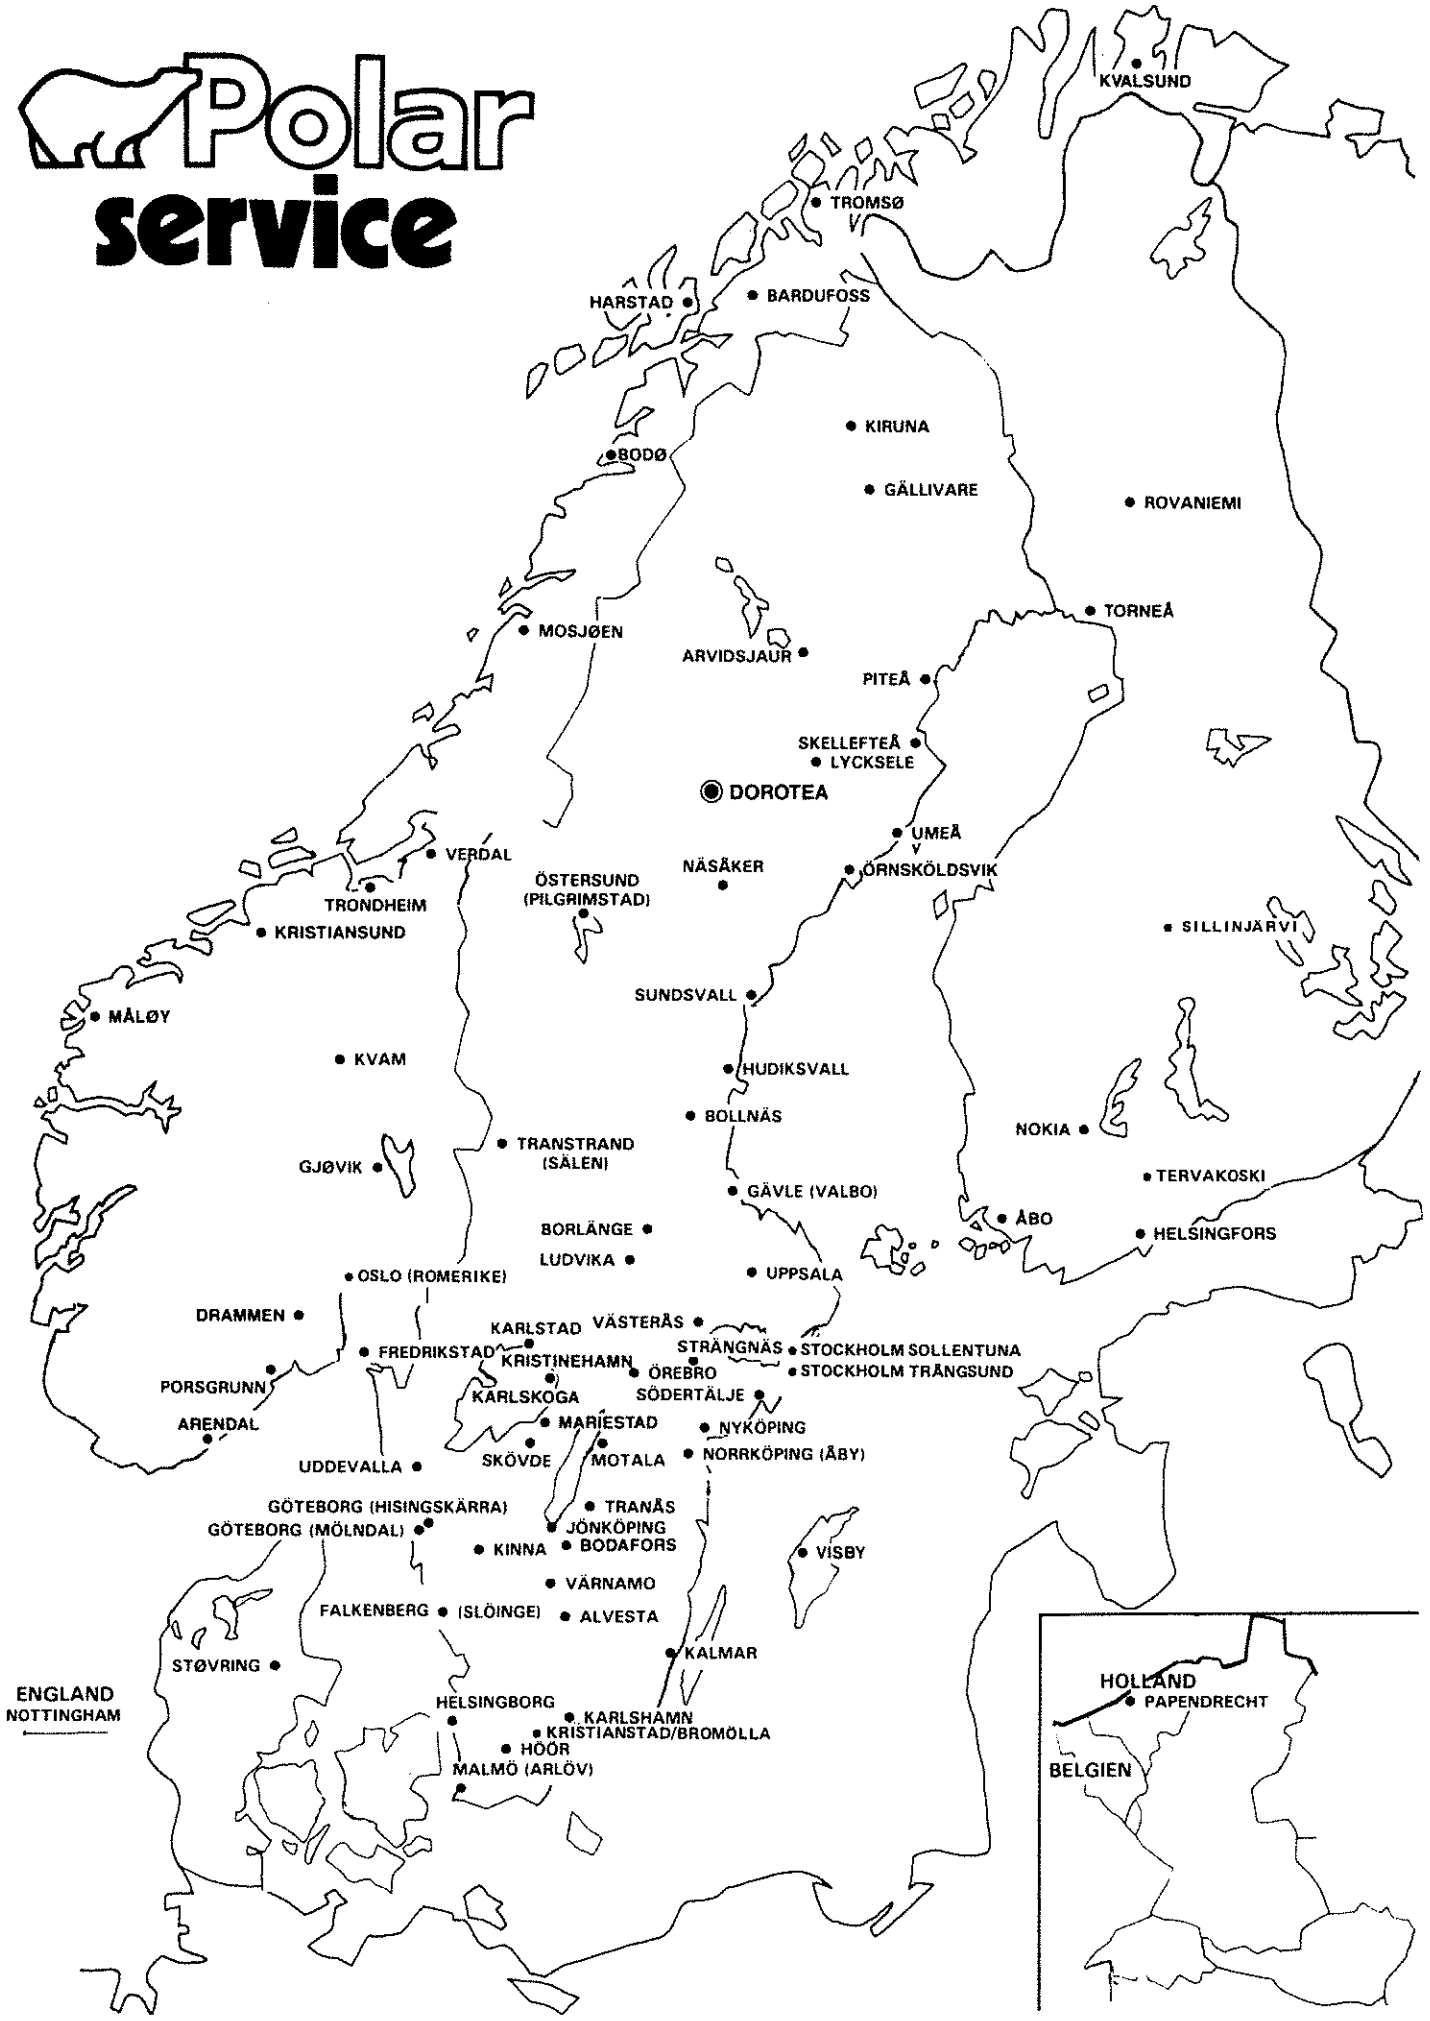 Polar
service
KVALSUND
TROMSØ
HARSTAD
BARDUFOSS
KIRUNA
BODØ
GÄLLIVARE
ROVANIEMI
TORNEÅ
MOSJØEN
ARVIDSJAUR
PITEÅ
SKELLEFTEÅ
LYCKSELE
DOROTEA
UMEÅ
VERDAL
NÄSÅKER
ÖRNSKÖLDSVIK
ÖSTERSUND
(PILGRIMSTAD)
TRONDHEIM
KRISTIANSUND
SILLINJÄRVI
SUNDSVALL
MÅLØY
KVAM
HUDIKSVALL
BOLLNÄS
NOKIA
TRANSTRAND
(SÄLEN)
GJØVIK
TERVAKOSKI
GÄVLE (VALBO)
ÅBO
BORLÄNGE
HELSINGFORS
LUDVIKA
OSLO (ROMERIKE)
UPPSALA
DRAMMEN
VÄSTERÅS
KARLSTAD
STRÄNGNÄS
STOCKHOLM SOLLENTUNA
FREDRIKSTAD
KRISTINEHAMN
ÖREBRO
STOCKHOLM TRÅNGSUND
PORSGRUNN
KARLSKOGA
SÖDERTÄLJE
ARENDAL
MARIESTAD
NYKÖPING
SKÖVDE
MOTALA
NORRKÖPING (ÅBY)
UDDEVALLA
GÖTEBORG (HISINGSKÄRRA)
TRANÅS
GÖTEBORG (MÖLNDAL)
JÖNKÖPING
KINNA
BODAFORS
VISBY
VÄRNAMO
FALKENBERG (SLÖINGE)
ALVESTA
KALMAR
STØVRING
ENGLAND
NOTTINGHAM
HELSINGBORG
KARLSHAMN
KRISTIANSTAD/BROMÖLLA
HÖÖR
MALMÖ (ARLÖV)
HOLLAND
PAPENDRECHT
BELGIEN